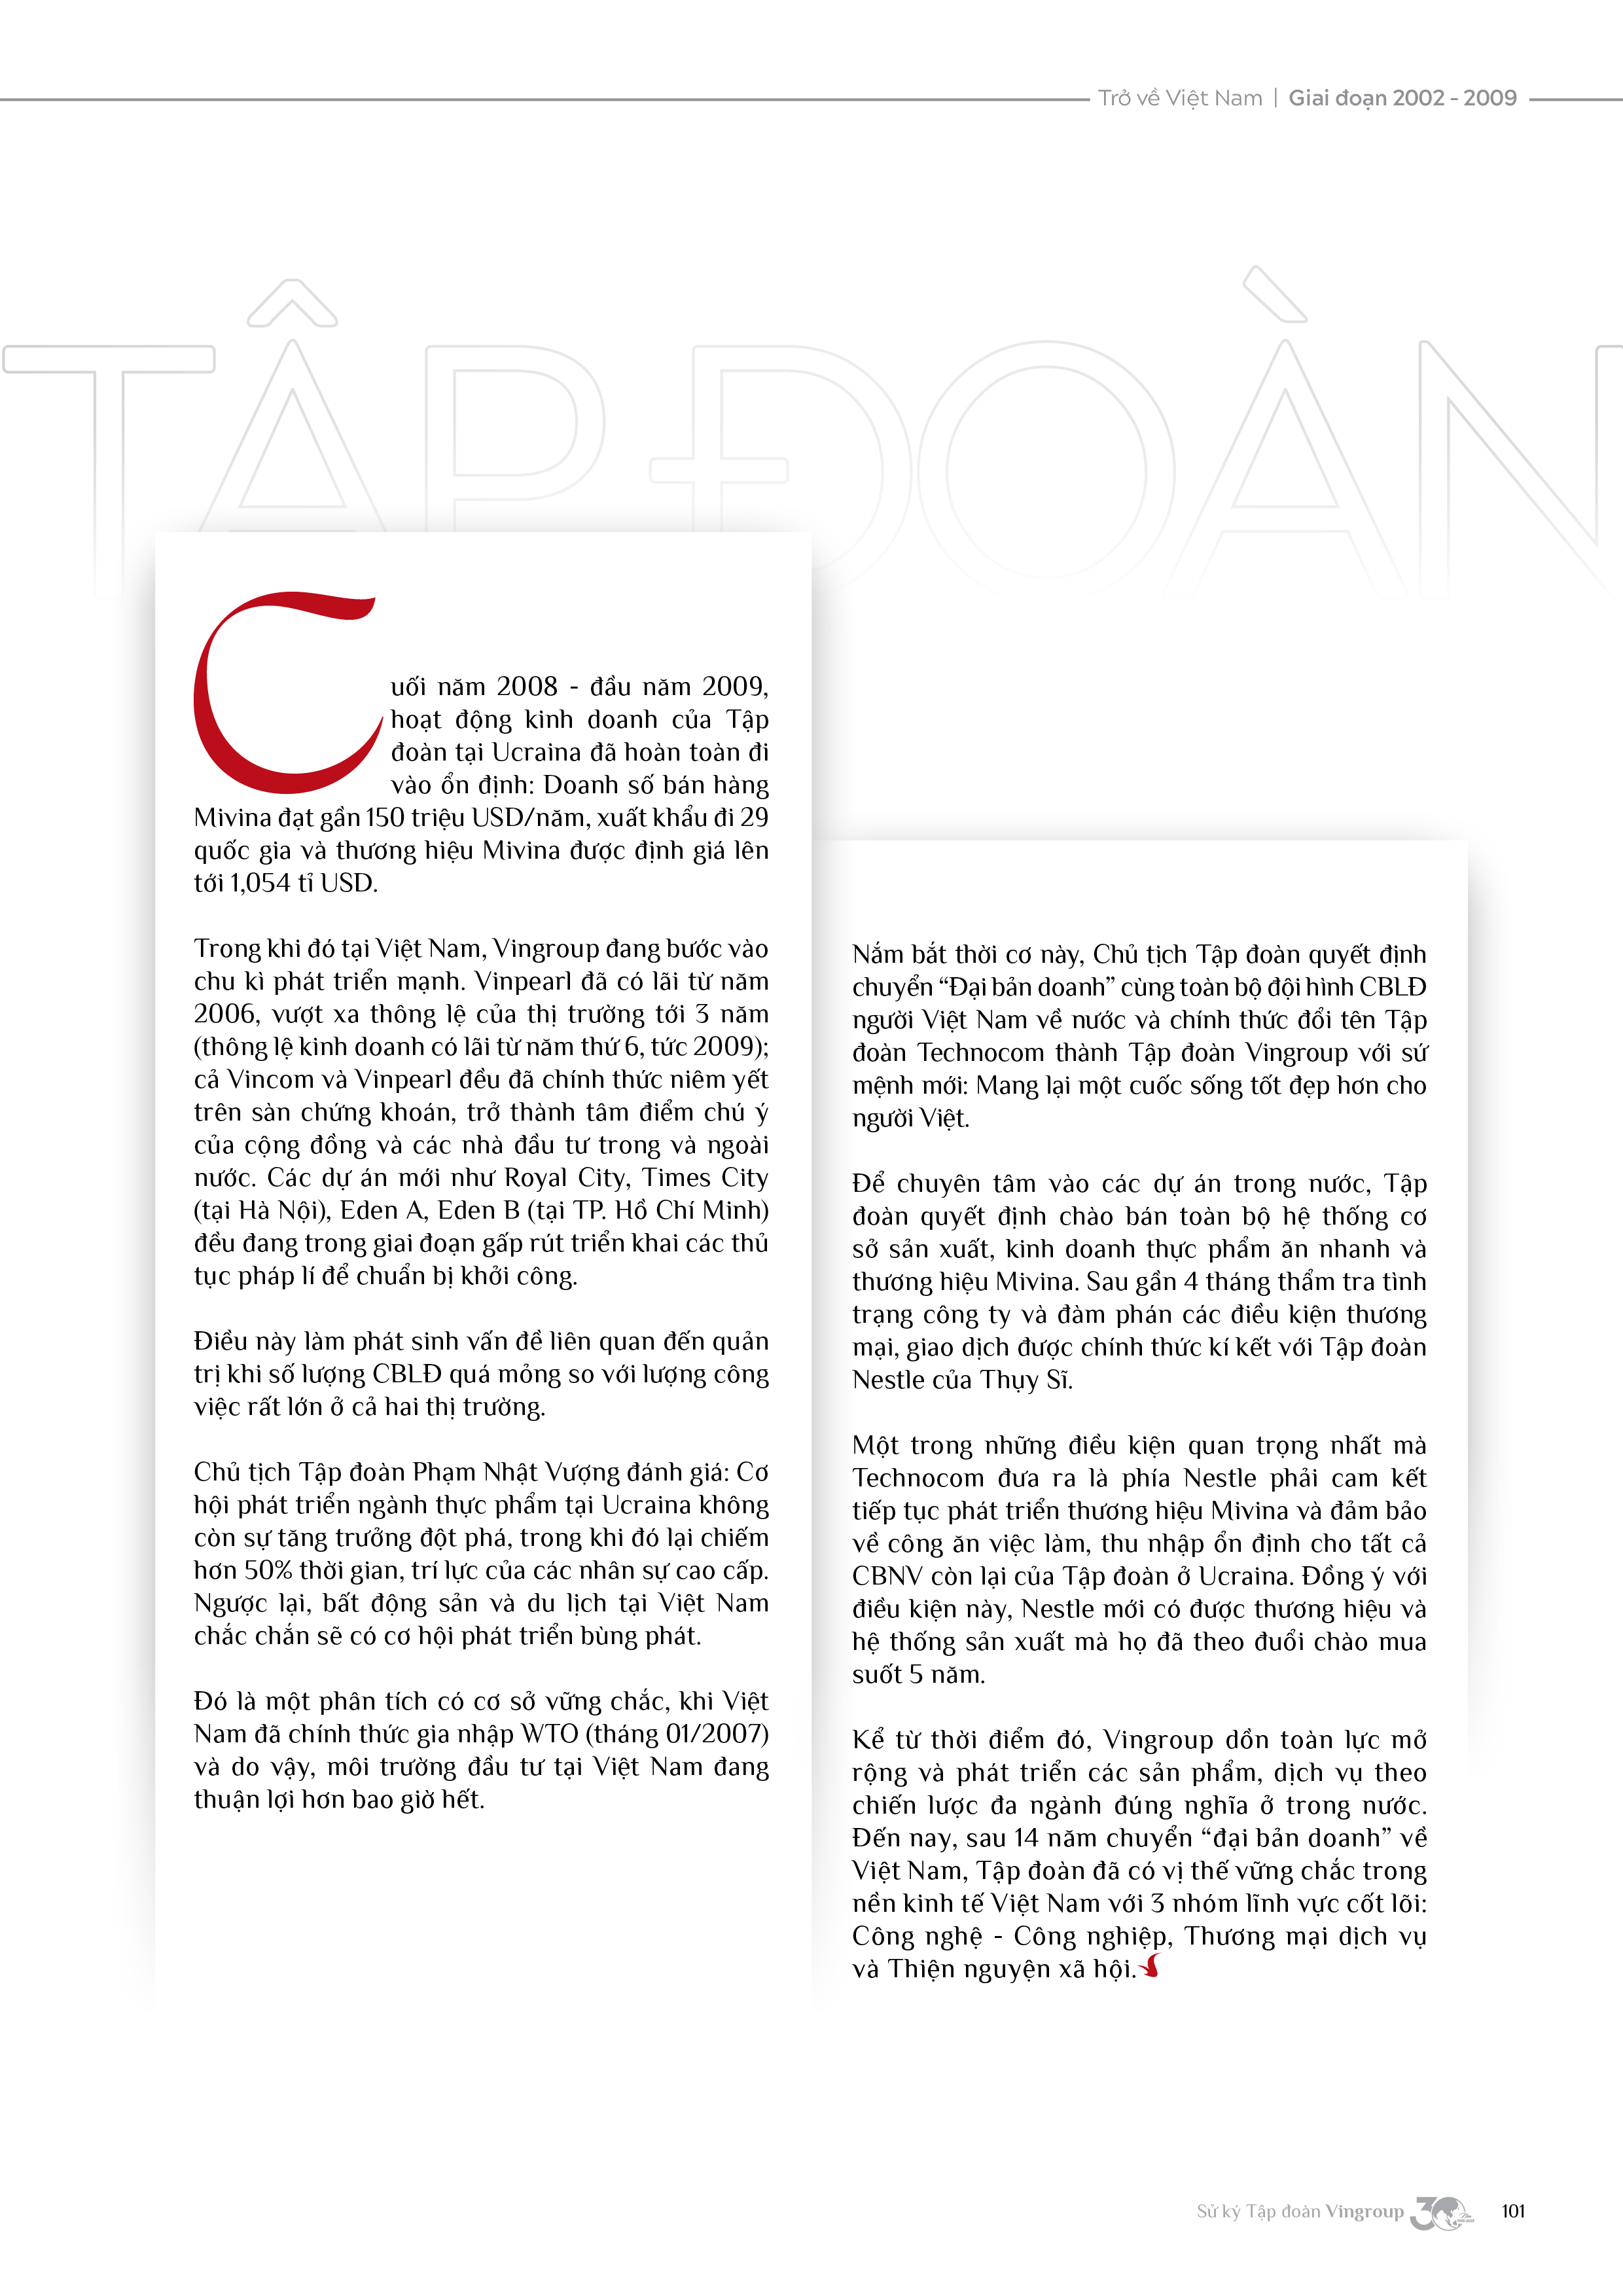 Trở về Việt Nam | Giai đoạn 2002 - 2009
TẬP ĐOÀN
Cuối năm 2008 - đầu năm 2009,
hoạt động kinh doanh của Tập
đoàn tại Ucraina đã hoàn toàn đi
vào ổn định: Doanh số bán hàng
Mivina đạt gần 150 triệu USD/năm, xuất khẩu đi 29
quốc gia và thương hiệu Mivina được định giá lên
tới 1,054 tỉ USD.
Trong khi đó tại Việt Nam, Vingroup đang bước vào
chu kì phát triển mạnh. Vinpearl đã có lãi từ năm
2006, vượt xa thông lệ của thị trường tới 3 năm
(thông lệ kinh doanh có lãi từ năm thứ 6, tức 2009);
cả Vincom và Vinpearl đều đã chính thức niêm yết
trên sàn chứng khoán, trở thành tâm điểm chú ý
của cộng đồng và các nhà đầu tư trong và ngoài
nước. Các dự án mới như Royal City, Times City
(tại Hà Nội), Eden A, Eden B (tại TP. Hồ Chí Minh)
đều đang trong giai đoạn gấp rút triển khai các thủ
tục pháp lí để chuẩn bị khởi công.
Điều này làm phát sinh vấn đề liên quan đến quản
trị khi số lượng CBLĐ quá mỏng so với lượng công
việc rất lớn ở cả hai thị trường.
Chủ tịch Tập đoàn Phạm Nhật Vượng đánh giá: Cơ
hội phát triển ngành thực phẩm tại Ucraina không
còn sự tăng trưởng đột phá, trong khi đó lại chiếm
hơn 50% thời gian, trí lực của các nhân sự cao cấp.
Ngược lại, bất động sản và du lịch tại Việt Nam
chắc chắn sẽ có cơ hội phát triển bùng phát.
Đó là một phân tích có cơ sở vững chắc, khi Việt
Nam đã chính thức gia nhập WTO (tháng 01/2007)
và do vậy, môi trường đầu tư tại Việt Nam đang
thuận lợi hơn bao giờ hết.
Nắm bắt thời cơ này, Chủ tịch Tập đoàn quyết định
chuyển “Đại bản doanh” cùng toàn bộ đội hình CBLĐ
người Việt Nam về nước và chính thức đổi tên Tập
đoàn Technocom thành Tập đoàn Vingroup với sứ
mệnh mới: Mang lại một cuốc sống tốt đẹp hơn cho
người Việt.
Để chuyên tâm vào các dự án trong nước, Tập
đoàn quyết định chào bán toàn bộ hệ thống cơ
sở sản xuất, kinh doanh thực phẩm ăn nhanh và
thương hiệu Mivina. Sau gần 4 tháng thẩm tra tình
trạng công ty và đàm phán các điều kiện thương
mại, giao dịch được chính thức kí kết với Tập đoàn
Nestle của Thụy Sĩ.
Một trong những điều kiện quan trọng nhất mà
Technocom đưa ra là phía Nestle phải cam kết
tiếp tục phát triển thương hiệu Mivina và đảm bảo
về công ăn việc làm, thu nhập ổn định cho tất cả
CBNV còn lại của Tập đoàn ở Ucraina. Đồng ý với
điều kiện này, Nestle mới có được thương hiệu và
hệ thống sản xuất mà họ đã theo đuổi chào mua
suốt 5 năm.
Kể từ thời điểm đó, Vingroup dồn toàn lực mở
rộng và phát triển các sản phẩm, dịch vụ theo
chiến lược đa ngành đúng nghĩa ở trong nước.
Đến nay, sau 14 năm chuyển “đại bản doanh” về
Việt Nam, Tập đoàn đã có vị thế vững chắc trong
nền kinh tế Việt Nam với 3 nhóm lĩnh vực cốt lõi:
Công nghệ - Công nghiệp, Thương mại dịch vụ
và Thiện nguyện xã hội.
Sử ký Tập đoàn Vingroup 30 101